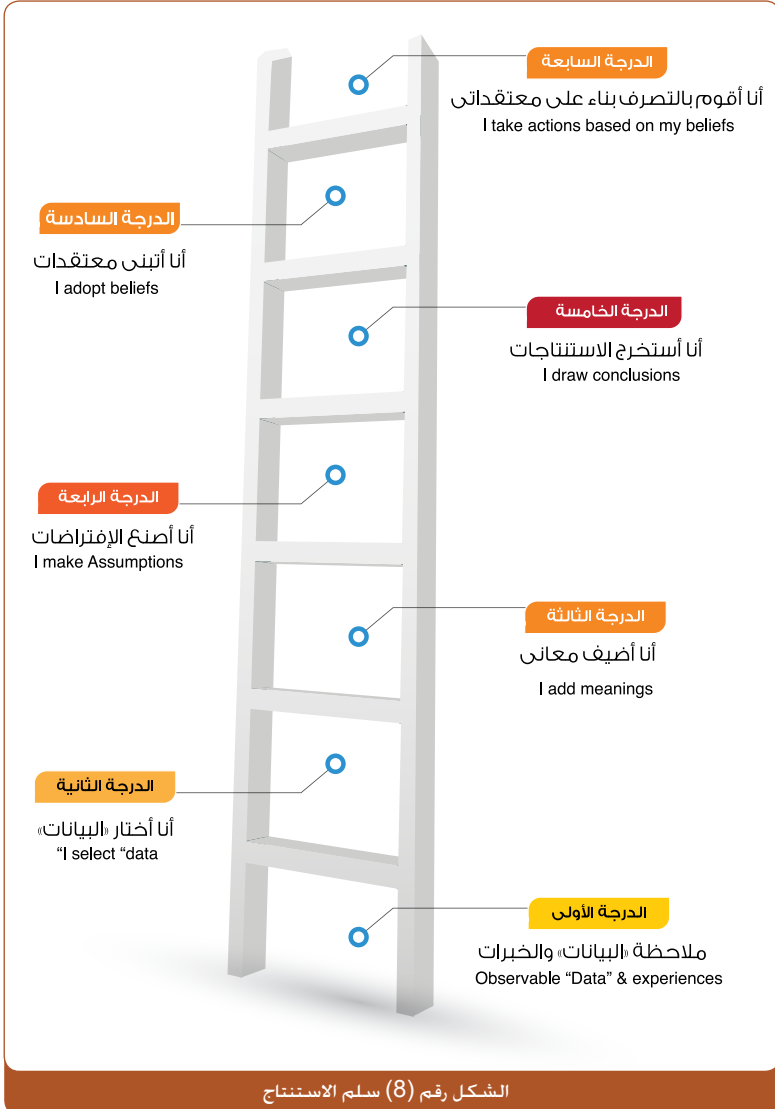 الدرجة السابعة
أنا أقوم بالتصرف بناء على معتقداتى
I take actions based on my beliefs
الدرجة السادسة
أنا أتبنى معتقدات
I adopt beliefs
الدرجة الخامسة
أنا أستخرج الاستنتاجات
I draw conclusions
الدرجة الرابعة
أنا أصنع الإفتراضات
I make Assumptions
الدرجة الثالثة
أنا أضيف معانى
I add meanings
الدرجة الثانية
أنا أختار «البيانات»
“I select “data
الدرجة الأولى
ملاحظة «البيانات» والخبرات
Observable “Data” & experiences
الشكل رقم (8) سلم الاستنتاج